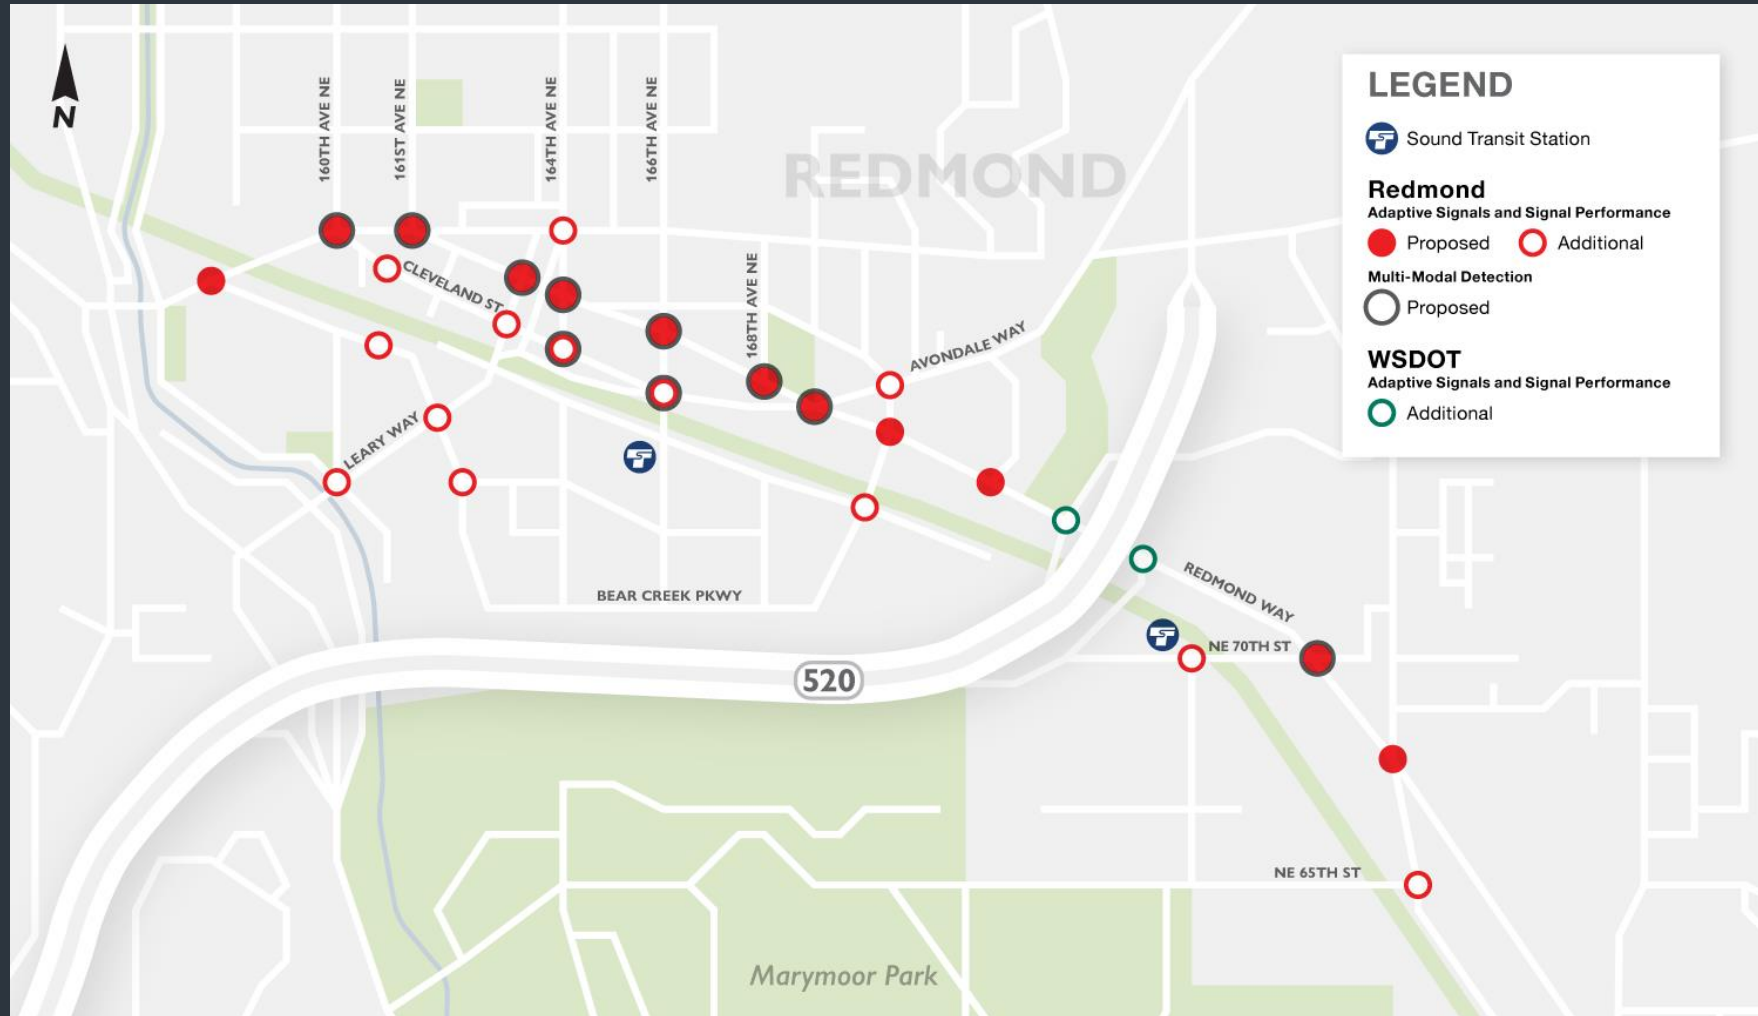 N
160TH AVE NE
161ST AVE NE
164TH AVE NE
166TH AVE NE
REDMOND
168TH AVE NE
CLEVELAND ST
AVONDALE WAY
LEARY WAY
BEAR CREEK PKWY
REDMOND WAY
NE 70TH ST
520
NE 65TH ST
Marymoor Park
LEGEND
Sound Transit Station
Redmond
Adaptive Signals and Signal Performance
Proposed Additional
Multi-Modal Detection
Proposed
WSDOT
Adaptive Signals and Signal Performance
Additional